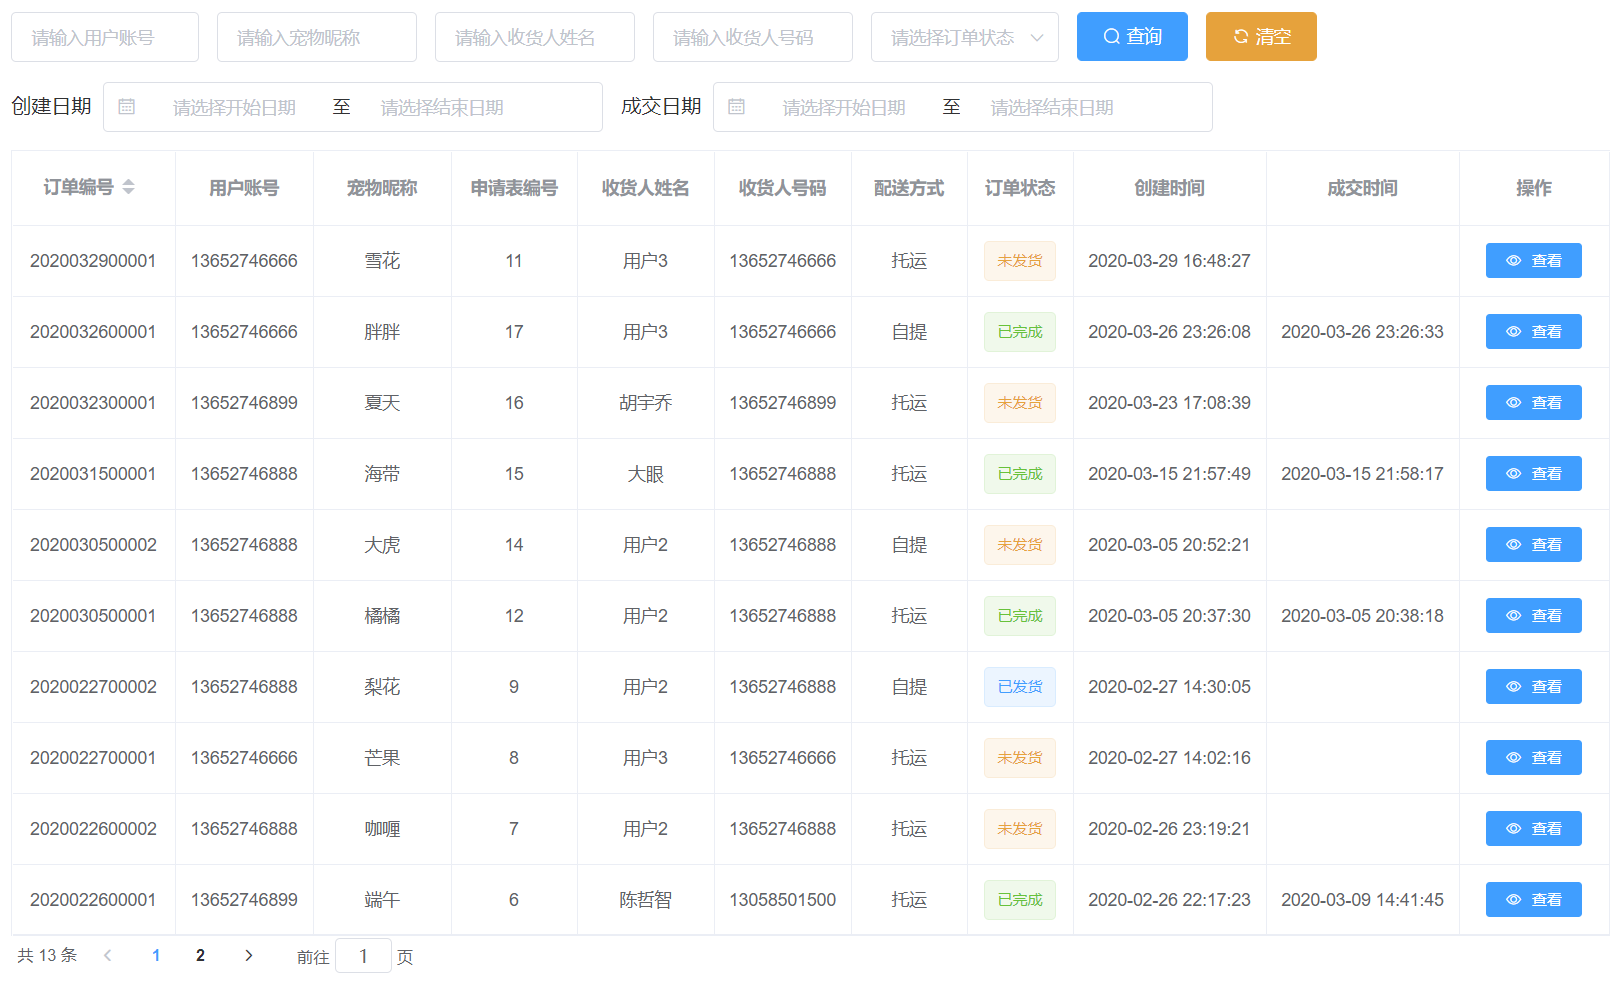 请输入用户账号 请输入宠物昵称 请输入收货人姓名 请输入收货人号码 请选择订单状态 查询 清空
创建日期 请选择开始日期 至 请选择结束日期 成交日期 请选择开始日期 至 请选择结束日期
订单编号 用户账号 宠物昵称 申请表编号 收货人姓名 收货人号码 配送方式 订单状态 创建时间 成交时间 操作
2020032900001 13652746666 雪花 11 用户3 13652746666 托运 未发货 2020-03-29 16:48:27 查看
2020032600001 13652746666 胖胖 17 用户3 13652746666 自提 已完成 2020-03-26 23:26:08 2020-03-26 23:26:33 查看
2020032300001 13652746899 夏天 16 胡宇乔 13652746899 托运 未发货 2020-03-23 17:08:39 查看
2020031500001 13652746888 海带 15 大眼 13652746888 托运 已完成 2020-03-15 21:57:49 2020-03-15 21:58:17 查看
2020030500002 13652746888 大虎 14 用户2 13652746888 自提 未发货 2020-03-05 20:52:21 查看
2020030500001 13652746888 橘橘 12 用户2 13652746888 托运 已完成 2020-03-05 20:37:30 2020-03-05 20:38:18 查看
2020022700002 13652746888 梨花 9 用户2 13652746888 自提 已发货 2020-02-27 14:30:05 查看
2020022700001 13652746666 芒果 8 用户3 13652746666 托运 未发货 2020-02-27 14:02:16 查看
2020022600002 13652746888 咖喱 7 用户2 13652746888 托运 未发货 2020-02-26 23:19:21 查看
2020022600001 13652746899 端午 6 陈哲智 13058501500 托运 已完成 2020-02-26 22:17:23 2020-03-09 14:41:45 查看
共 13 条 1 2 前往 1 页